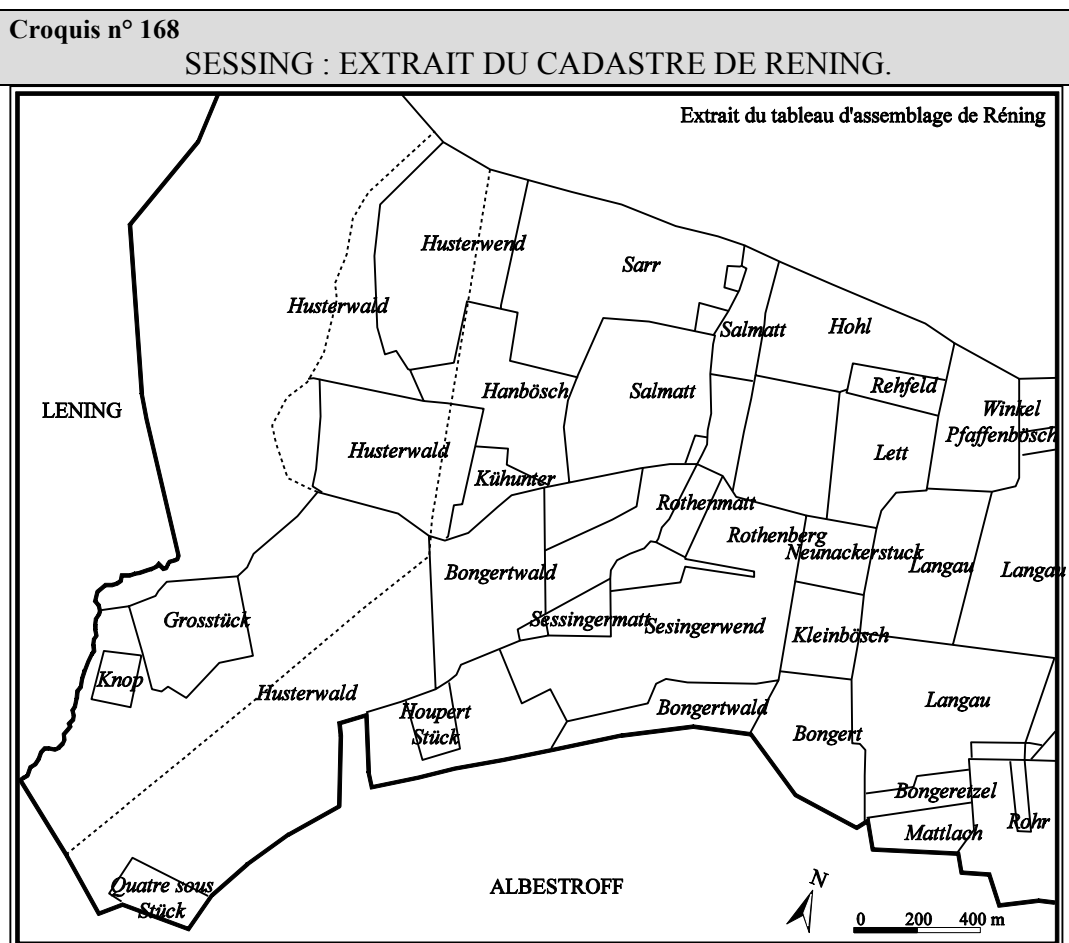 Croquis n° 168
SESSING : EXTRAIT DU CADASTRE DE RENING.
Extrait du tableau d'assemblage de Réning
Husterwend
Sarr
Husterwald
Salmatt
Hohl
LENING
Hanbösch
Salmatt
Rehfeld
Winkel
Pfaffenbösch
Husterwald
Lett
Kühunter
Rothenmatt
Rothenberg
Neunackerstuck
Bongertwald
Langau
Langau
Grosstück
Sessingermatt
Sesingerwend
Kleinbösch
Knop
Husterwald
Houpert
Stück
Bongertwald
Langau
Bongert
Bongeretzel
Mattlach
Rohr
Quatre sous
Stück
ALBESTROFF
N
0 200 400 m